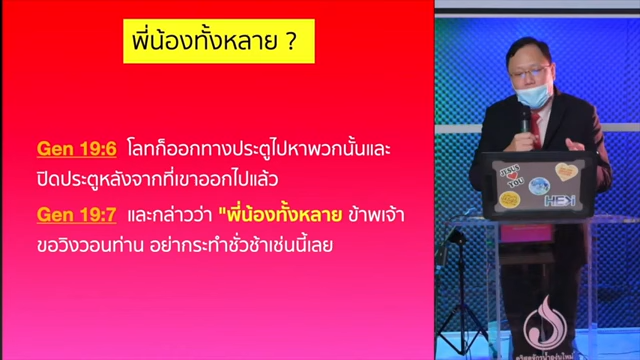 พี่น้องทั้งหลาย ?
Gen 19:6 โลทก็ออกทางประตูไปหาพวกนั้นและ
ปิดประตูหลังจากที่เขาออกไปแล้ว
Gen 19:7 และกล่าวว่า "พี่น้องทั้งหลาย ข้าพเจ้า
ขอวิงวอนท่าน อย่ากระทำชั่วช้าเช่นนี้เลย
JESUS
YOU